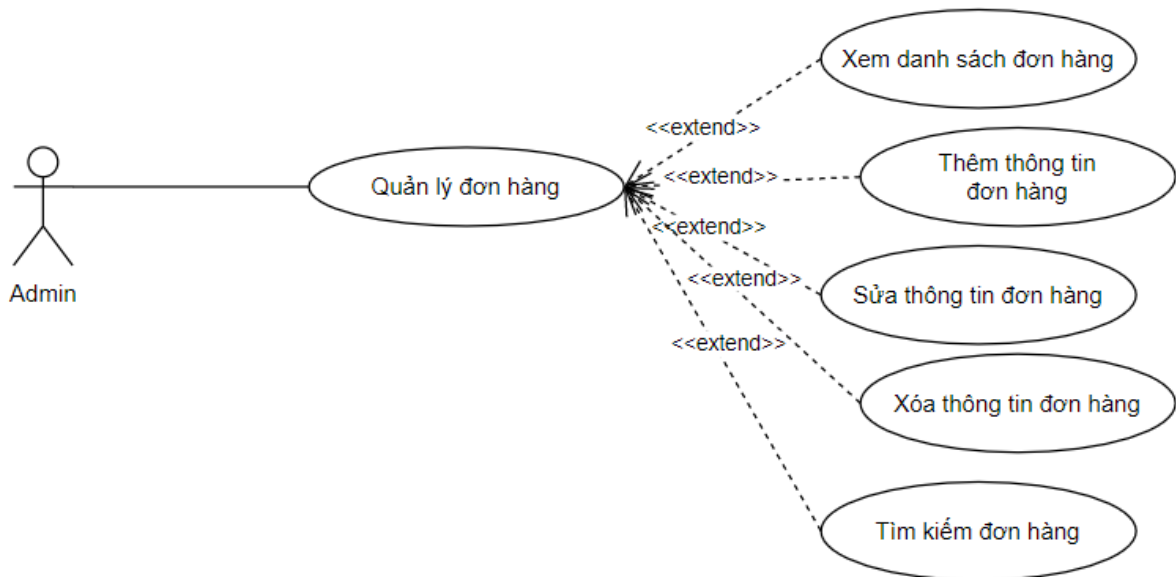 Xem danh sách đơn hàng
<<extend>>
Thêm thông tin
đơn hàng
<<extend>>
Quản lý đơn hàng
<<extend>>
<<extend>>
Sửa thông tin đơn hàng
Admin
<<extend>>
Xóa thông tin đơn hàng
Tìm kiếm đơn hàng